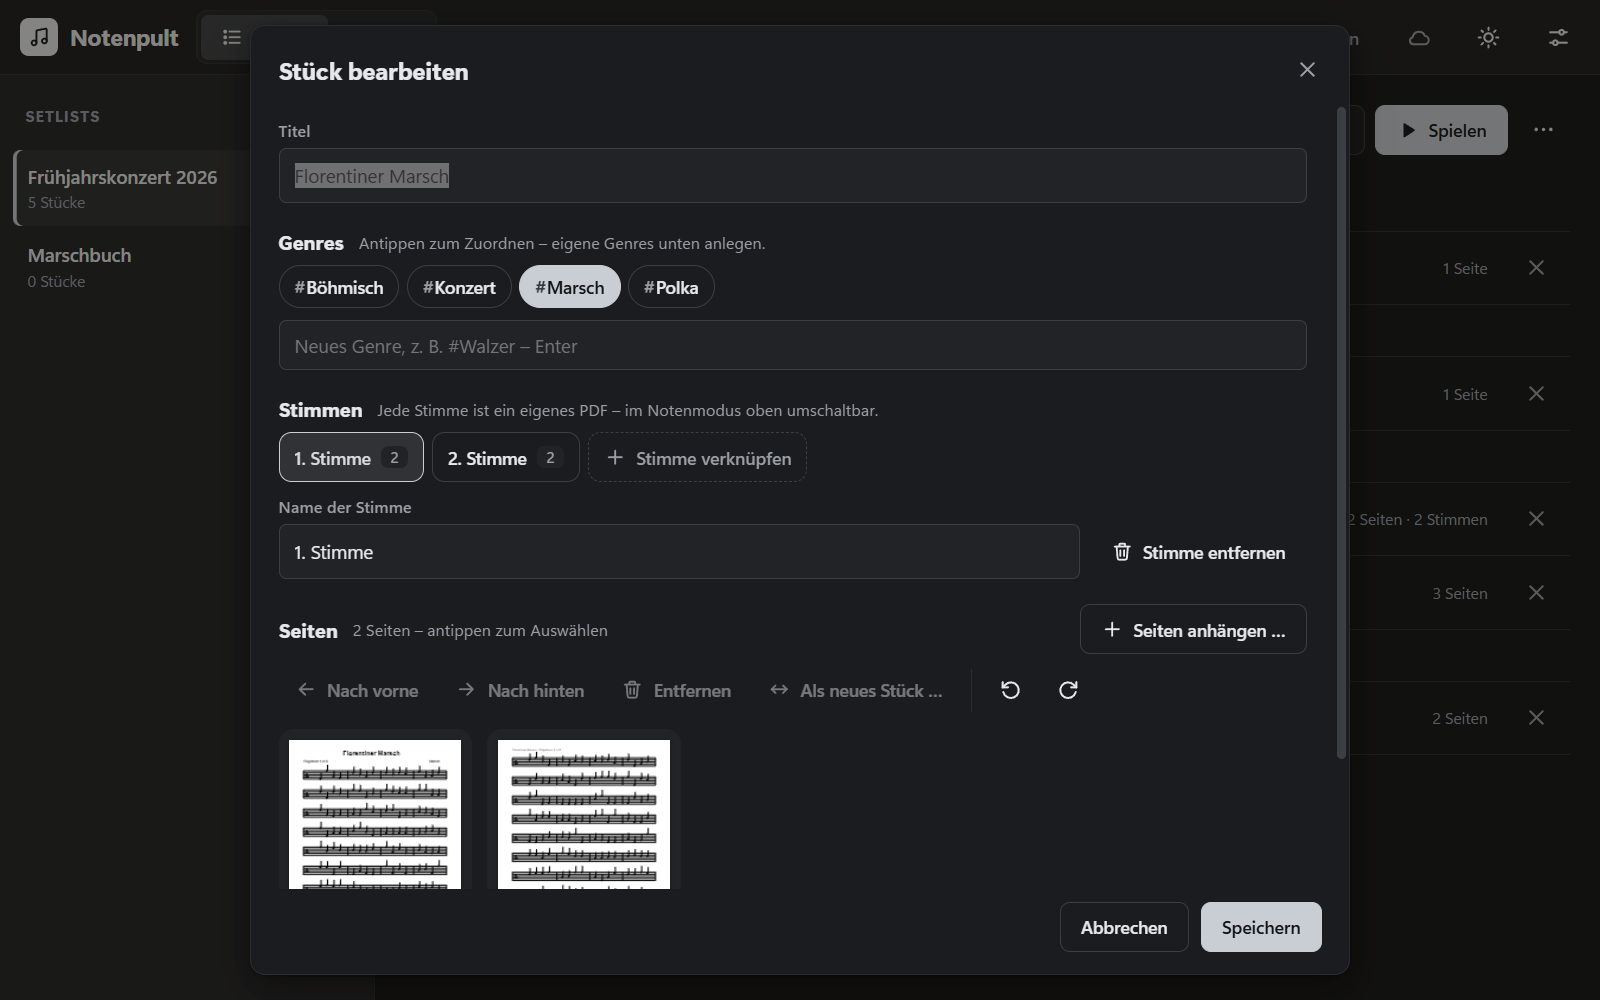 Notenpult
SETLISTS
Frühjahrskonzert 2026
5 Stücke
Marschbuch
0 Stücke
Spielen
1 Seite
1 Seite
2 Seiten · 2 Stimmen
3 Seiten
2 Seiten
Stück bearbeiten
Titel
Florentiner Marsch
Genres Antippen zum Zuordnen – eigene Genres unten anlegen.
#Böhmisch #Konzert #Marsch #Polka
Neues Genre, z. B. #Walzer – Enter
Stimmen Jede Stimme ist ein eigenes PDF – im Notenmodus oben umschaltbar.
1. Stimme 2 2. Stimme 2 Stimme verknüpfen
Name der Stimme
1. Stimme Stimme entfernen
Seiten 2 Seiten – antippen zum Auswählen Seiten anhängen ...
Nach vorne Nach hinten Entfernen Als neues Stück ...
Florentiner Marsch
Abbrechen Speichern